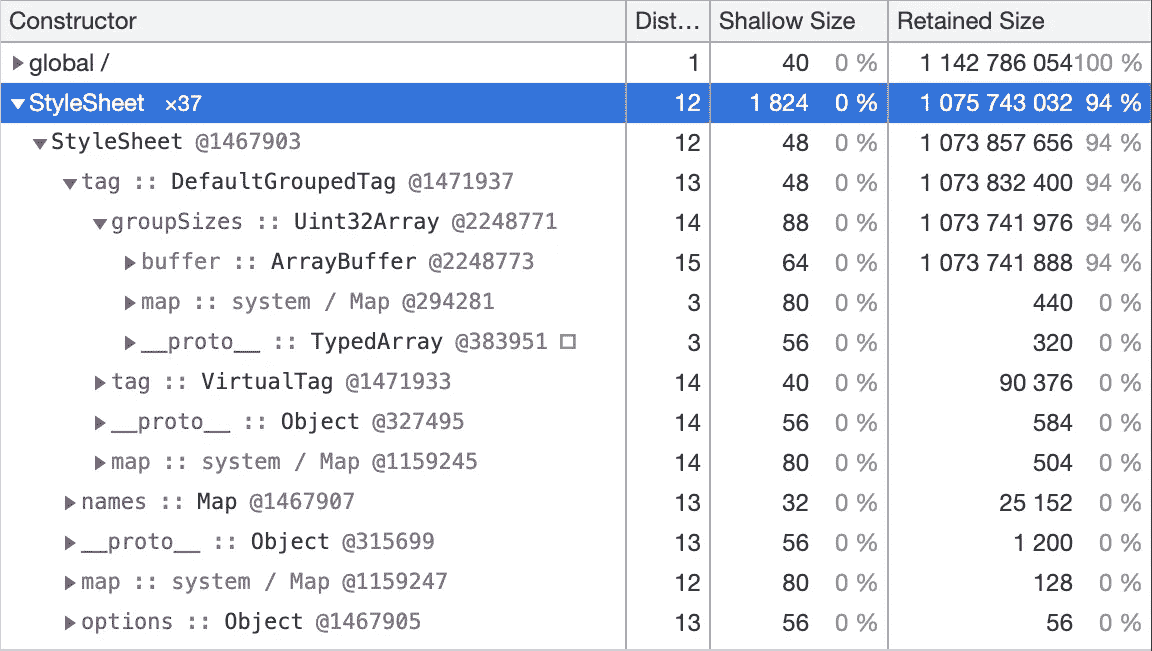 Constructor Dist… Shallow Size Retained Size
▶global / 1 40 0 % 1 142 786 054100 %
▼StyleSheet ×37 12 1 824 0 % 1 075 743 032 94 %
▼StyleSheet @1467903 12 48 0 % 1 073 857 656 94 %
▼tag :: DefaultGroupedTag @1471937 13 48 0 % 1 073 832 400 94 %
▼groupSizes :: Uint32Array @2248771 14 88 0 % 1 073 741 976 94 %
▶buffer :: ArrayBuffer @2248773 15 64 0 % 1 073 741 888 94 %
▶map :: system / Map @294281 3 80 0 % 440 0 %
▶__proto__ :: TypedArray @383951 □ 3 56 0 % 320 0 %
▶tag :: VirtualTag @1471933 14 40 0 % 90 376 0 %
▶__proto__ :: Object @327495 14 56 0 % 584 0 %
▶map :: system / Map @1159245 14 80 0 % 504 0 %
▶names :: Map @1467907 13 32 0 % 25 152 0 %
▶__proto__ :: Object @315699 13 56 0 % 1 200 0 %
▶map :: system / Map @1159247 12 80 0 % 128 0 %
▶options :: Object @1467905 13 56 0 % 56 0 %